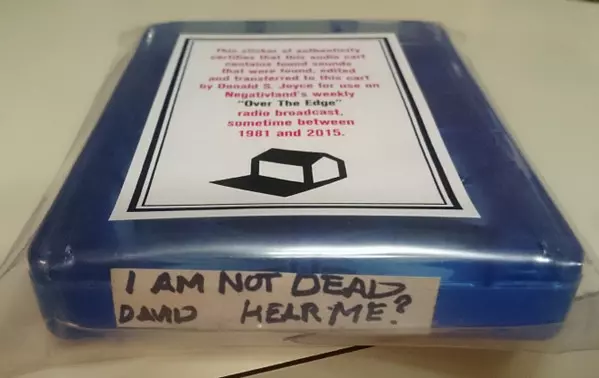 This sticker of authenticity
certifies that this audio cart
contains found sounds
that were found, edited
and transferred to this cart
by Donald S. Joyce for use on
Negativland's weekly
"Over The Edge"
radio broadcast,
sometime between
1981 and 2015.
I AM NOT DEAD
DAVID HEAR ME?